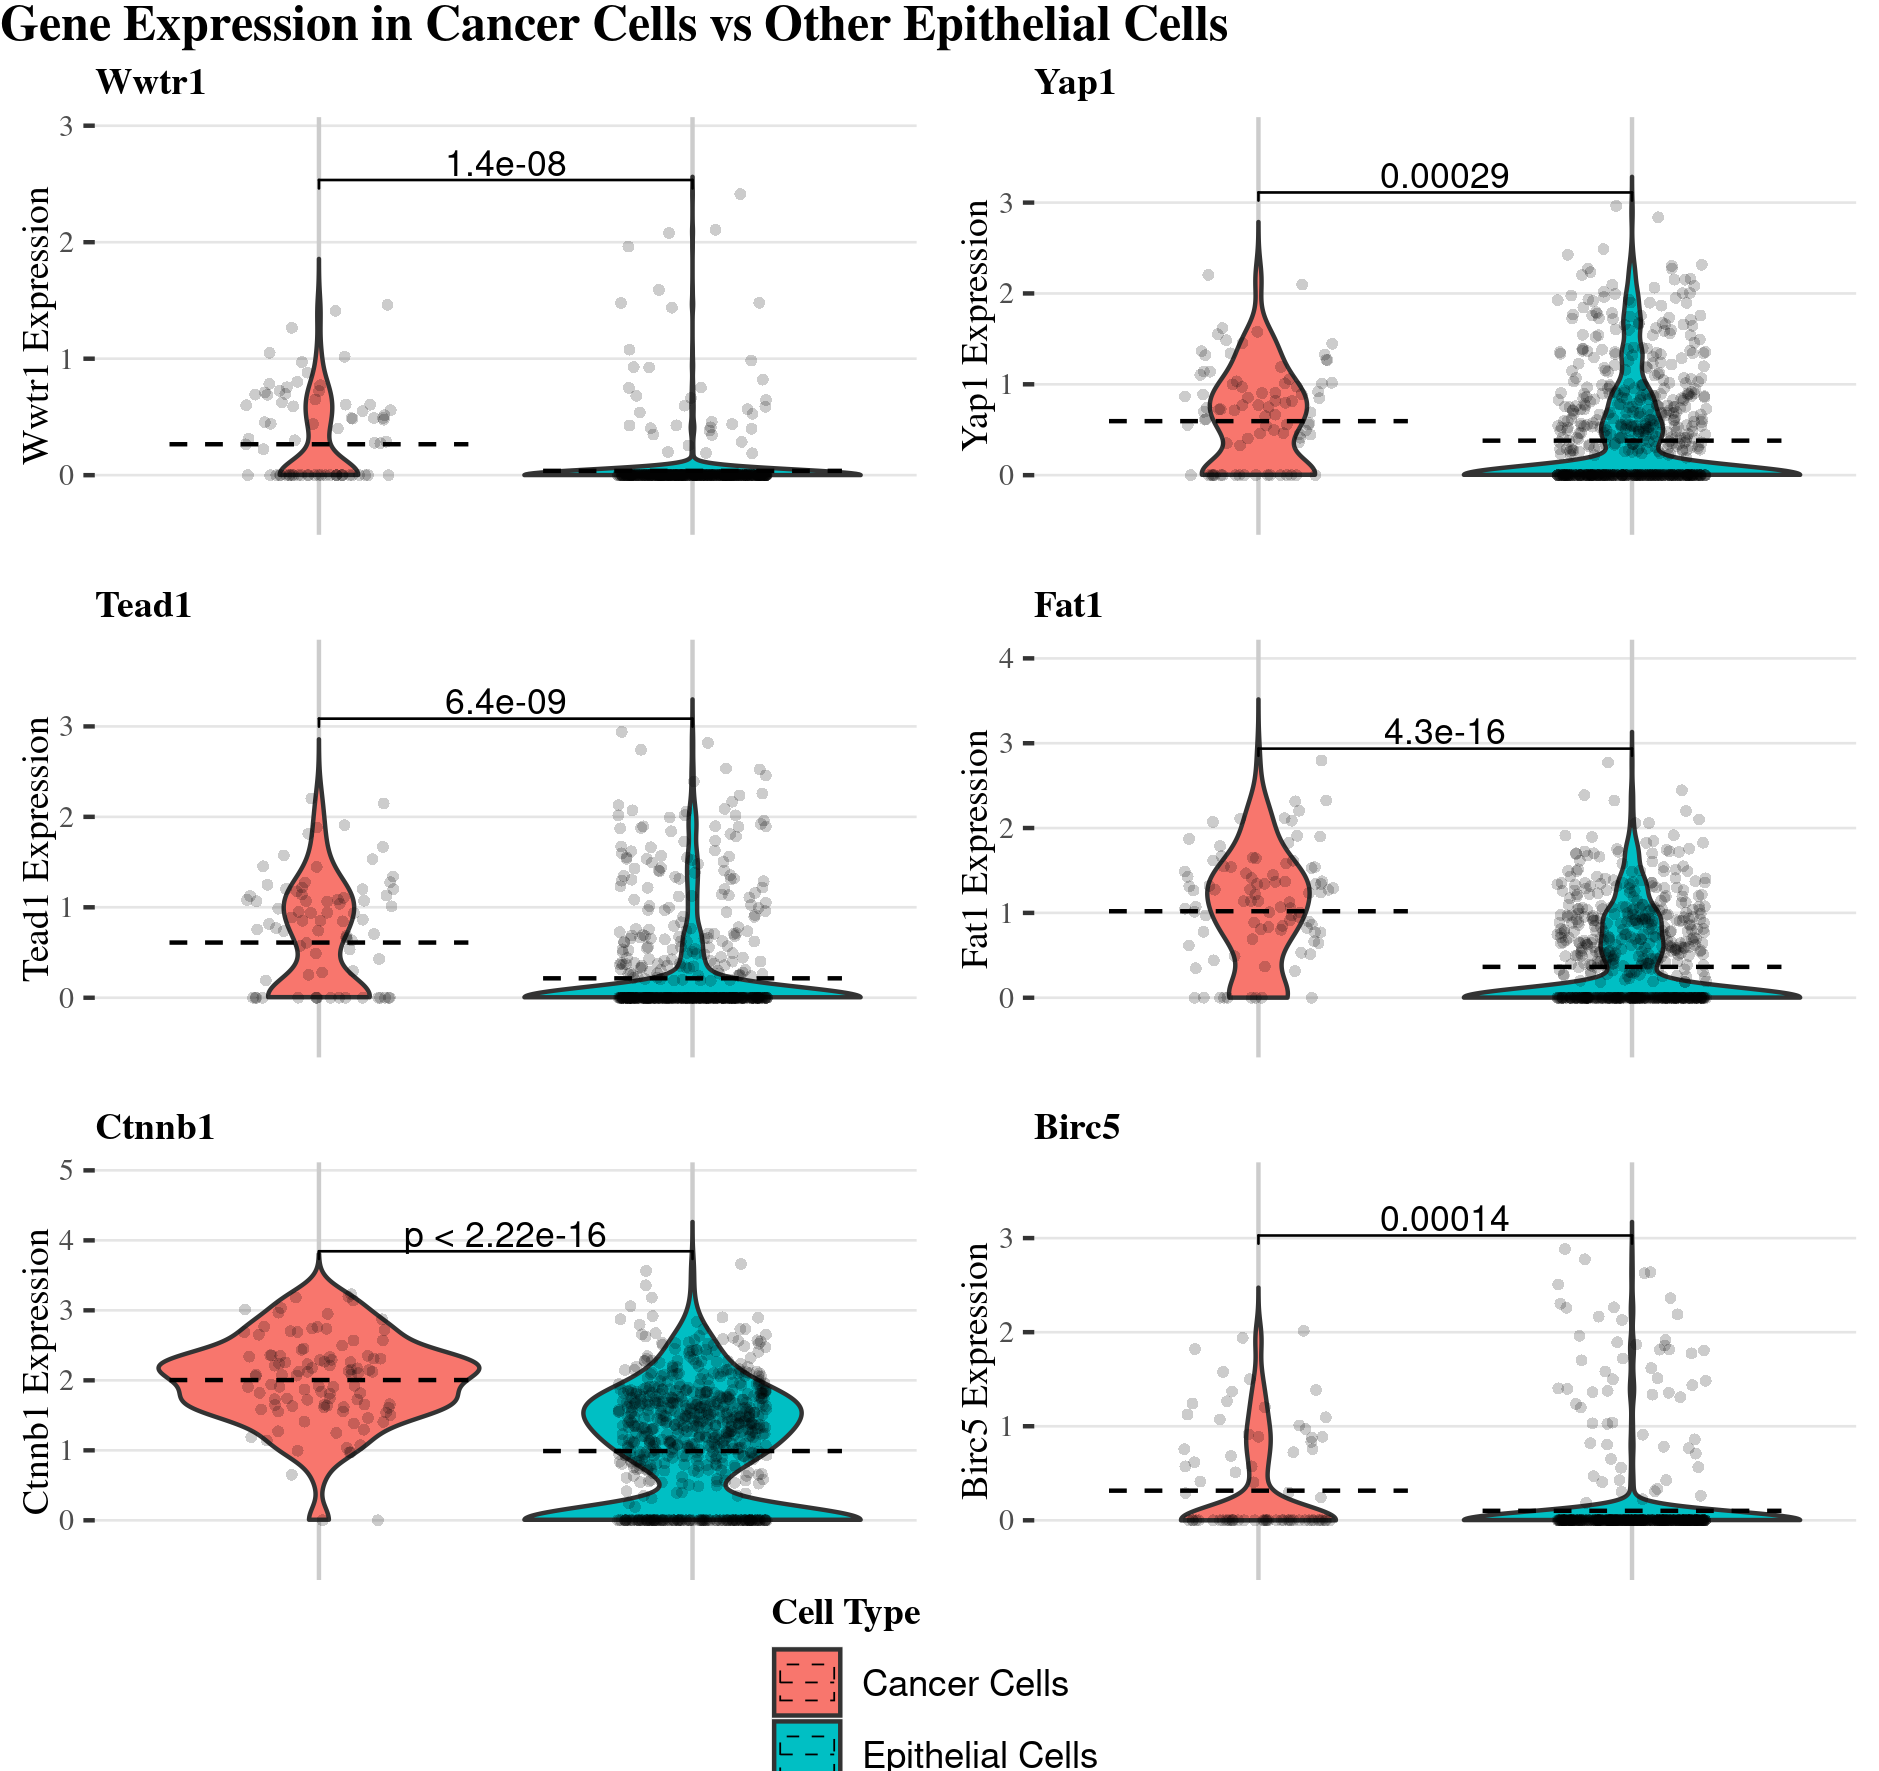 Gene Expression in Cancer Cells vs Other Epithelial Cells
Wwtr1
Wwtr1 Expression
3
2
1
0
1.4e-08
Yap1
Yap1 Expression
3
2
1
0
0.00029
Tead1
Tead1 Expression
3
2
1
0
6.4e-09
Fat1
Fat1 Expression
4
3
2
1
0
4.3e-16
Ctnnb1
Ctnnb1 Expression
5
4
3
2
1
0
p < 2.22e-16
Birc5
Birc5 Expression
3
2
1
0
0.00014
Cell Type
Cancer Cells
Epithelial Cells